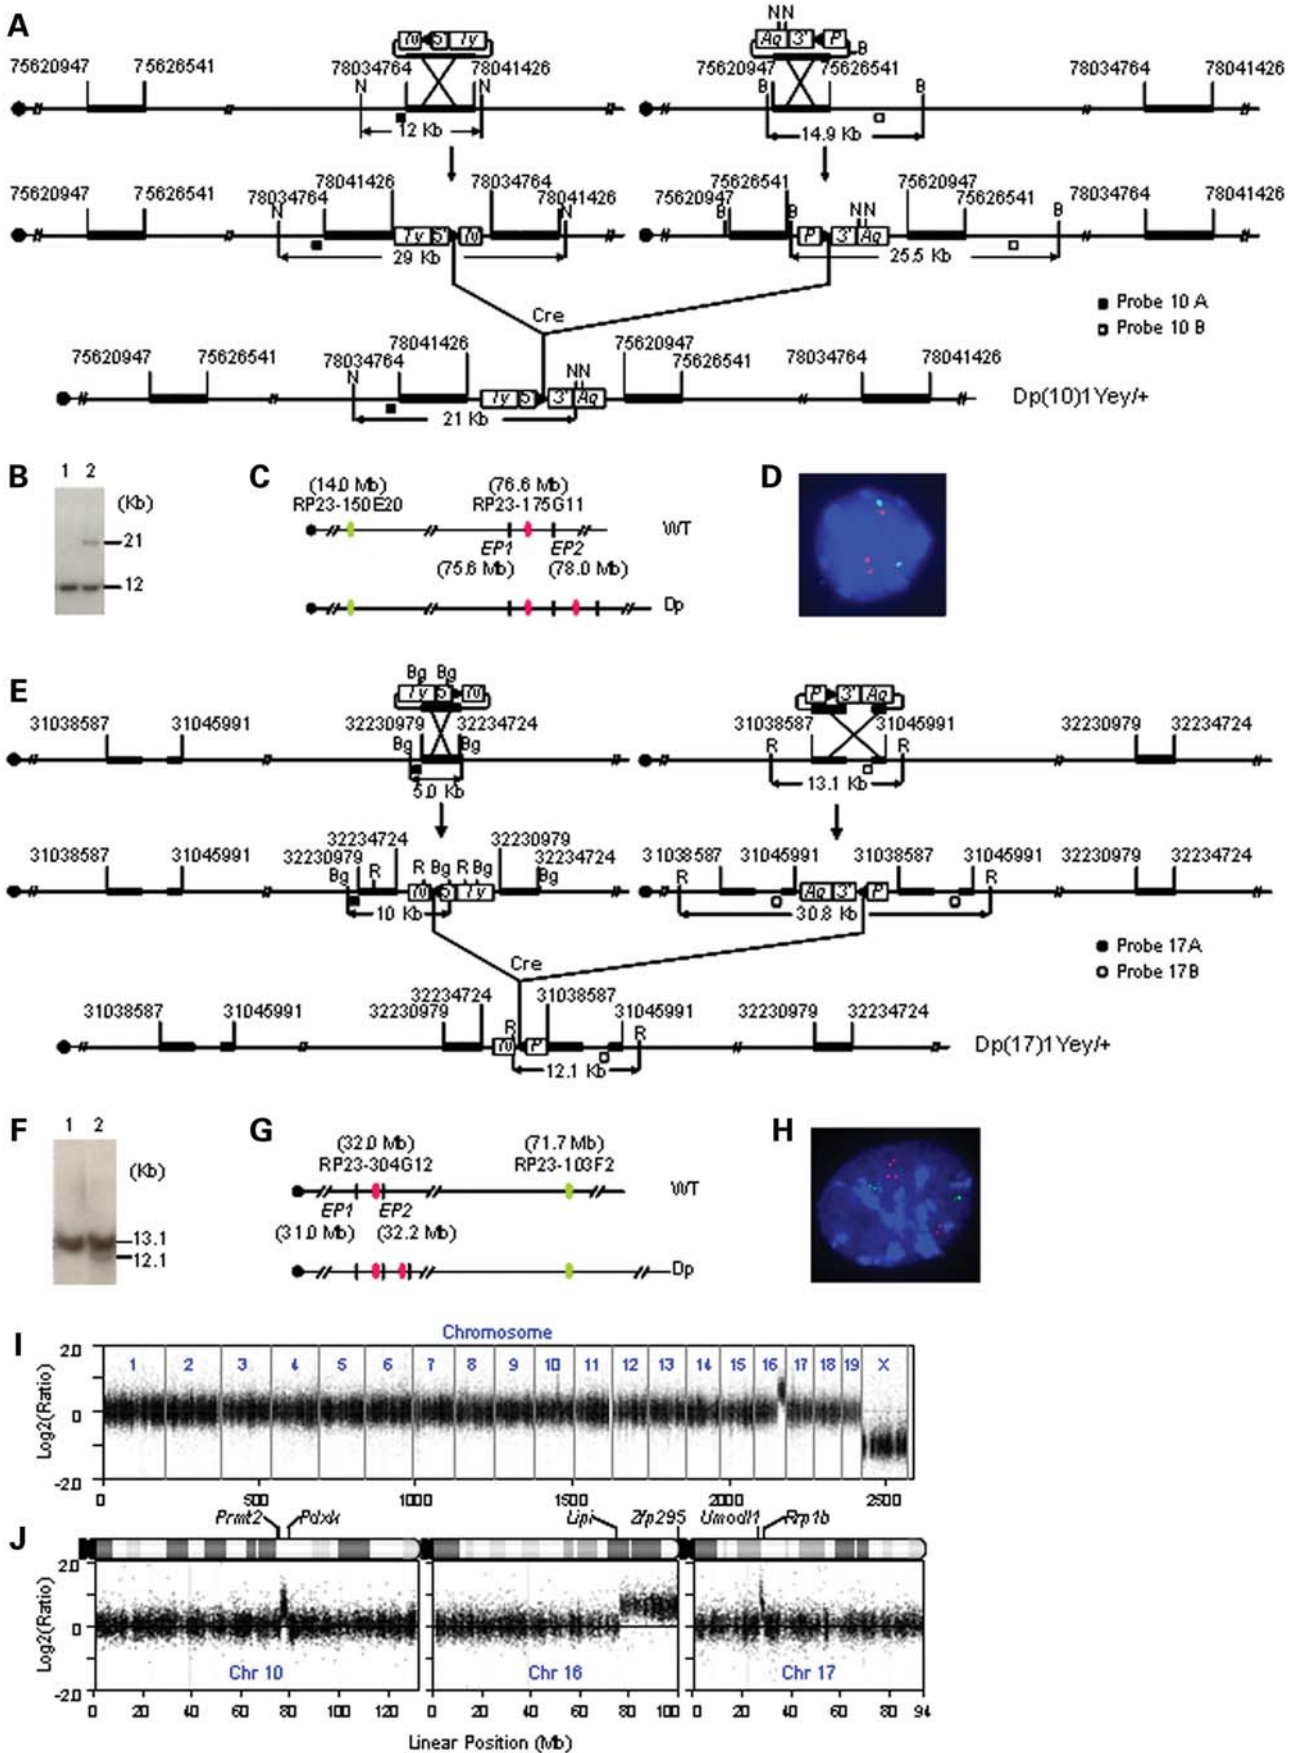 A
Tv 5' Ty
NN
Aq 3' P
B
75620947 75626541 78034764 78041426
N N
12 Kb
75620947 75626541 78034764 78041426
B B
14.9 Kb
75620947 75626541 78034764 78041426 78034764 78041426
N N
Ty 5' Tv
29 Kb
75620947 75626541 75620947 75626541 78034764 78041426
B B NN B
P 3' Aq
25.5 Kb
Cre
Probe 10 A
Probe 10 B
75620947 75626541 78034764 78041426 75620947 75626541 78034764 78041426
N NN
Ty 5' 3' Aq
21 Kb
Dp(10)1Yey/+
B
1 2
(Kb)
21
12
C
(14.0 Mb) (76.6 Mb)
RP23-150E20 RP23-175G11
WT
EP1 EP2
(75.6 Mb) (78.0 Mb)
Dp
D
E
Bg Bg
Ty 5' Tv
P 3' Aq
31038587 31045991 32230979 32234724
Bg Bg
5.0 Kb
31038587 31045991 32230979 32234724
R R
13.1 Kb
31038587 31045991 32230979 32234724 32230979 32234724
Bg R R Bg R Bg Bg
Tv 5' Ty
10 Kb
31038587 31045991 31038587 31045991 32230979 32234724
R R
Aq 3' P
30.8 Kb
Cre
Probe 17A
Probe 17B
31038587 31045991 32230979 32234724 31038587 31045991 32230979 32234724
R R
Tv P
12.1 Kb
Dp(17)1Yey/+
F
1 2
(Kb)
13.1
12.1
G
(32.0 Mb) (71.7 Mb)
RP23-304G12 RP23-103F2
WT
EP1 EP2
(31.0 Mb) (32.2 Mb)
Dp
H
I
Chromosome
1 2 3 4 5 6 7 8 9 10 11 12 13 14 15 16 17 18 19 X
2.0
0
-2.0
Log2(Ratio)
0 500 1000 1500 2000 2500
J
Prmt2 Pdxk Lipi Zfp295 Umodl1 Rrp1b
2.0
0
-2.0
Log2(Ratio)
Chr 10 Chr 16 Chr 17
0 20 40 60 80 100 120 0 20 40 60 80 100 0 20 40 60 80 94
Linear Position (Mb)